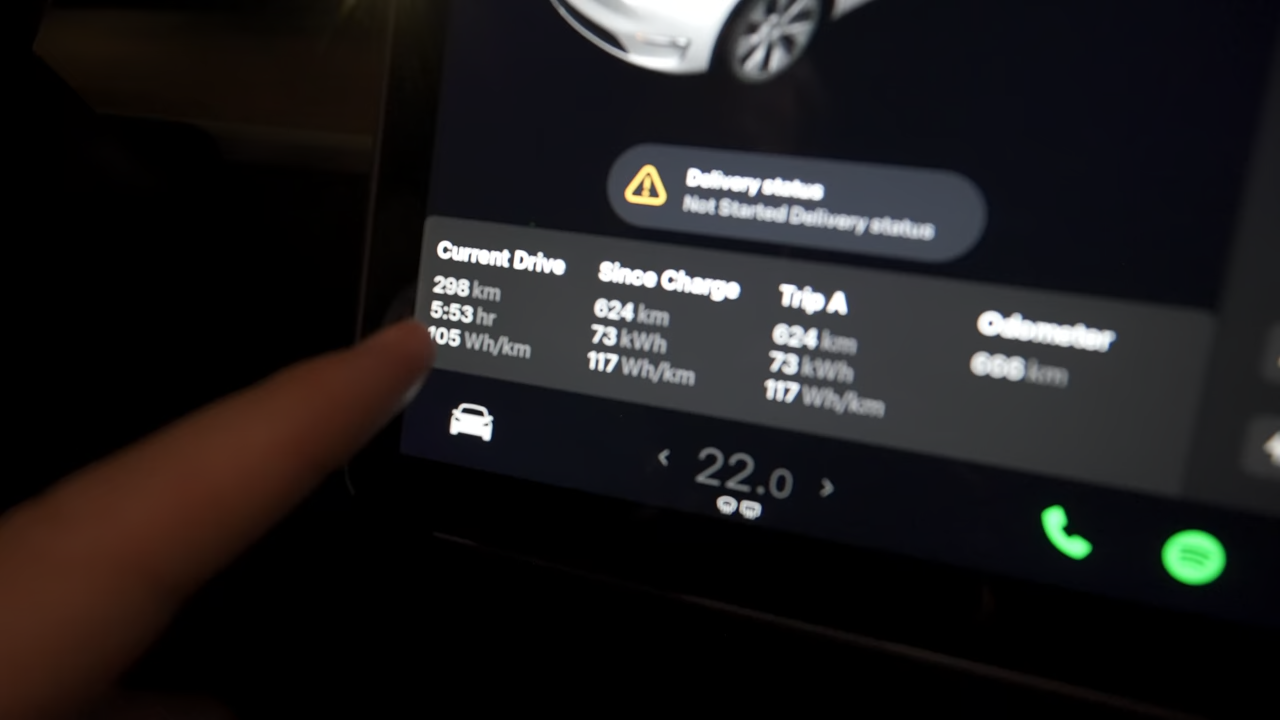 Delivery status
Not Started Delivery status
Current Drive
298 km
5:53 hr
105 Wh/km
Since Charge
624 km
73 kWh
117 Wh/km
Trip A
624 km
73 kWh
117 Wh/km
Odometer
km
22.0